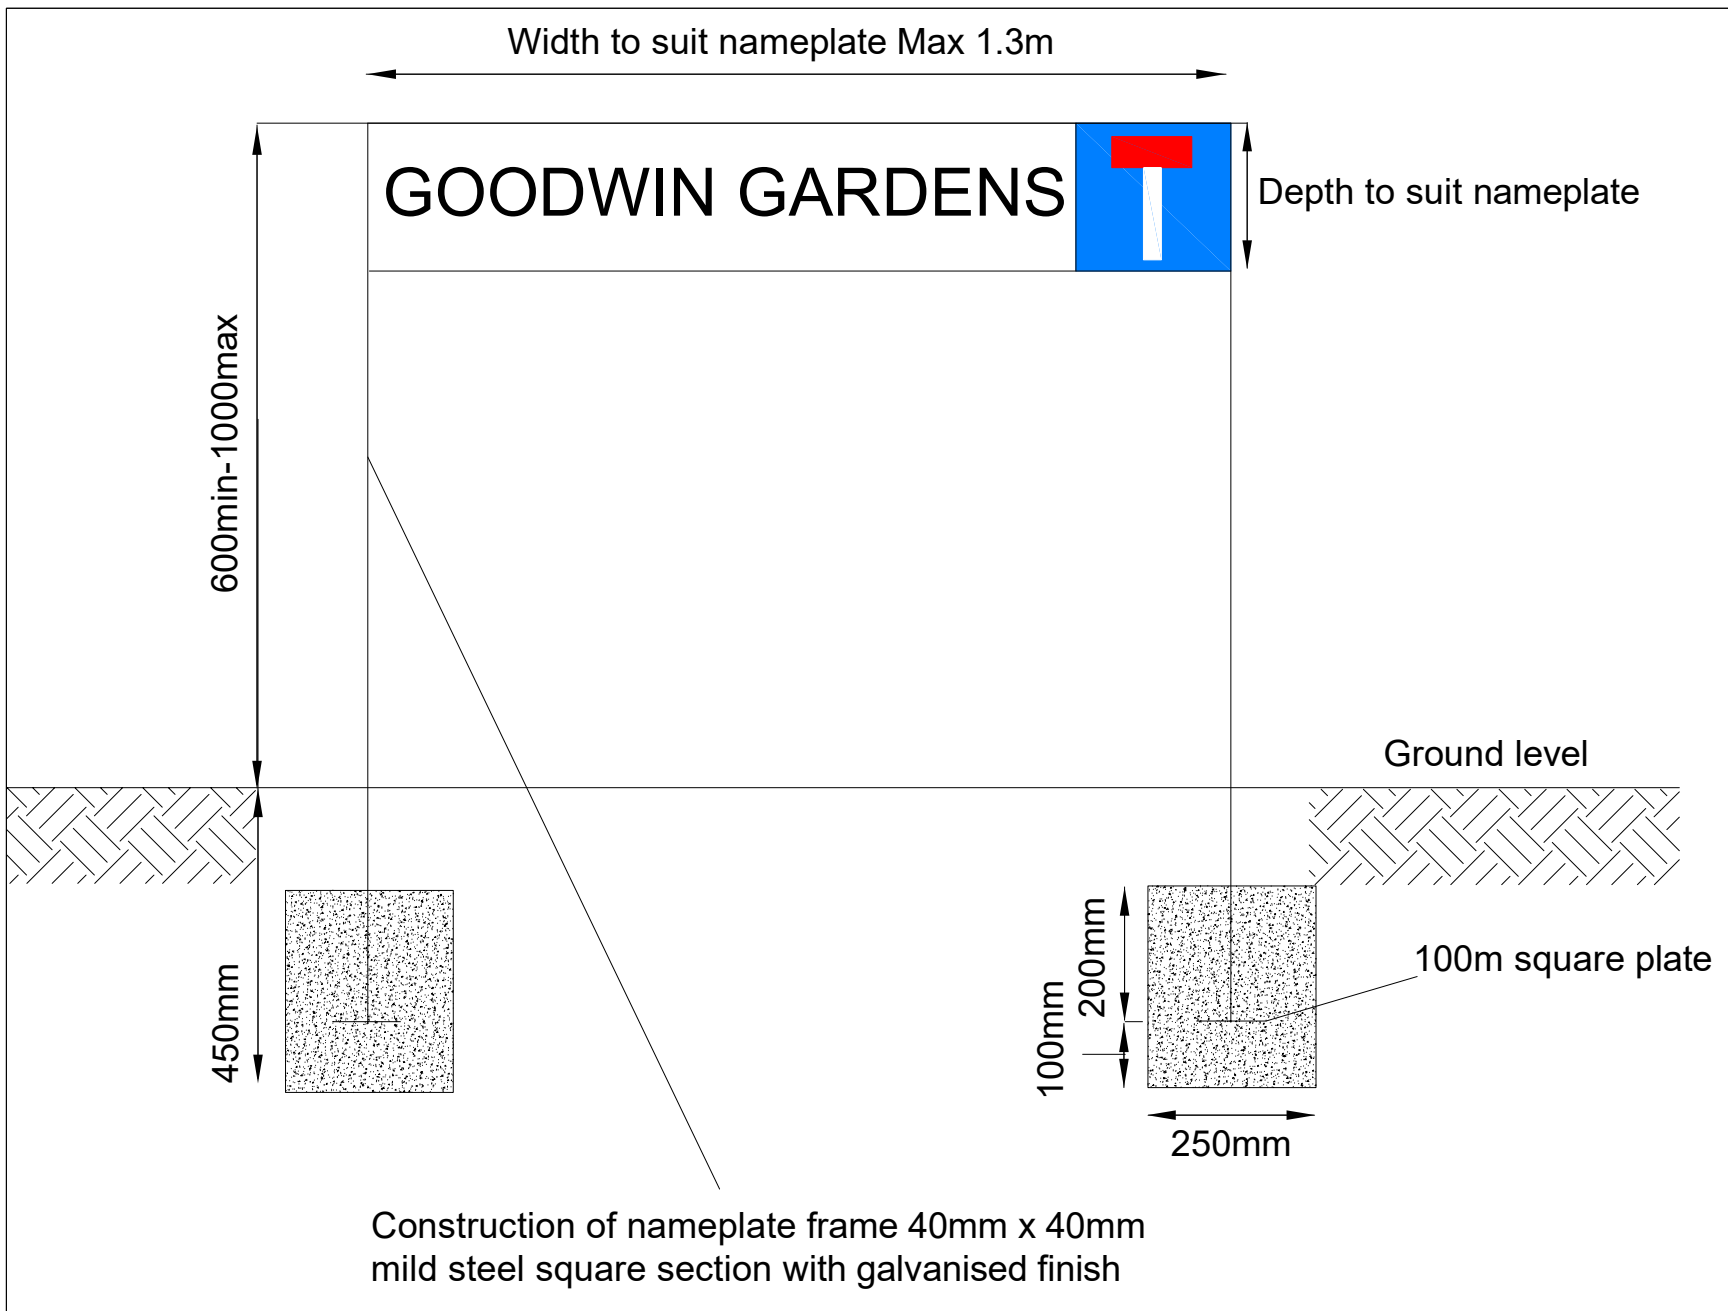 Width to suit nameplate Max 1.3m
GOODWIN GARDENS
Depth to suit nameplate
600min-1000max
Ground level
450mm
200mm
100mm
100m square plate
250mm
Construction of nameplate frame 40mm x 40mm
mild steel square section with galvanised finish